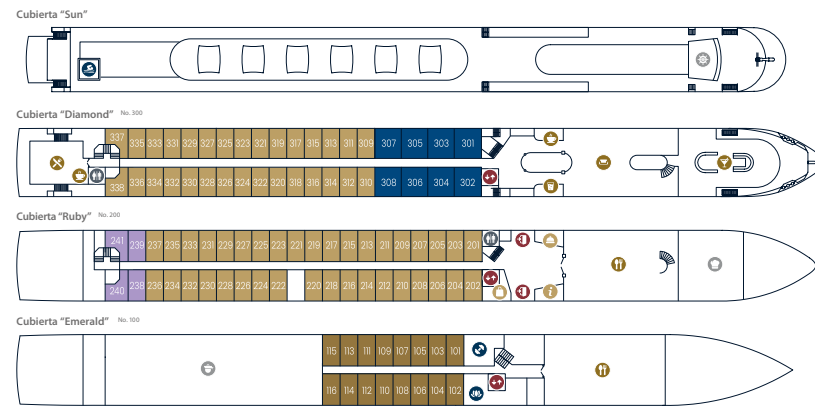 Cubierta “Sun”
Cubierta “Diamond” No. 300
337 335 333 331 329 327 325 323 321 319 317 315 313 311 309 307 305 303 301
338 336 334 332 330 328 326 324 322 320 318 316 314 312 310 308 306 304 302
Cubierta “Ruby” No. 200
241 239 237 235 233 231 229 227 225 223 221 219 217 215 213 211 209 207 205 203 201
240 238 236 234 232 230 228 226 224 222 220 218 216 214 212 210 208 206 204 202
Cubierta “Emerald” No. 100
115 113 111 109 107 105 103 101
116 114 112 110 108 106 104 102